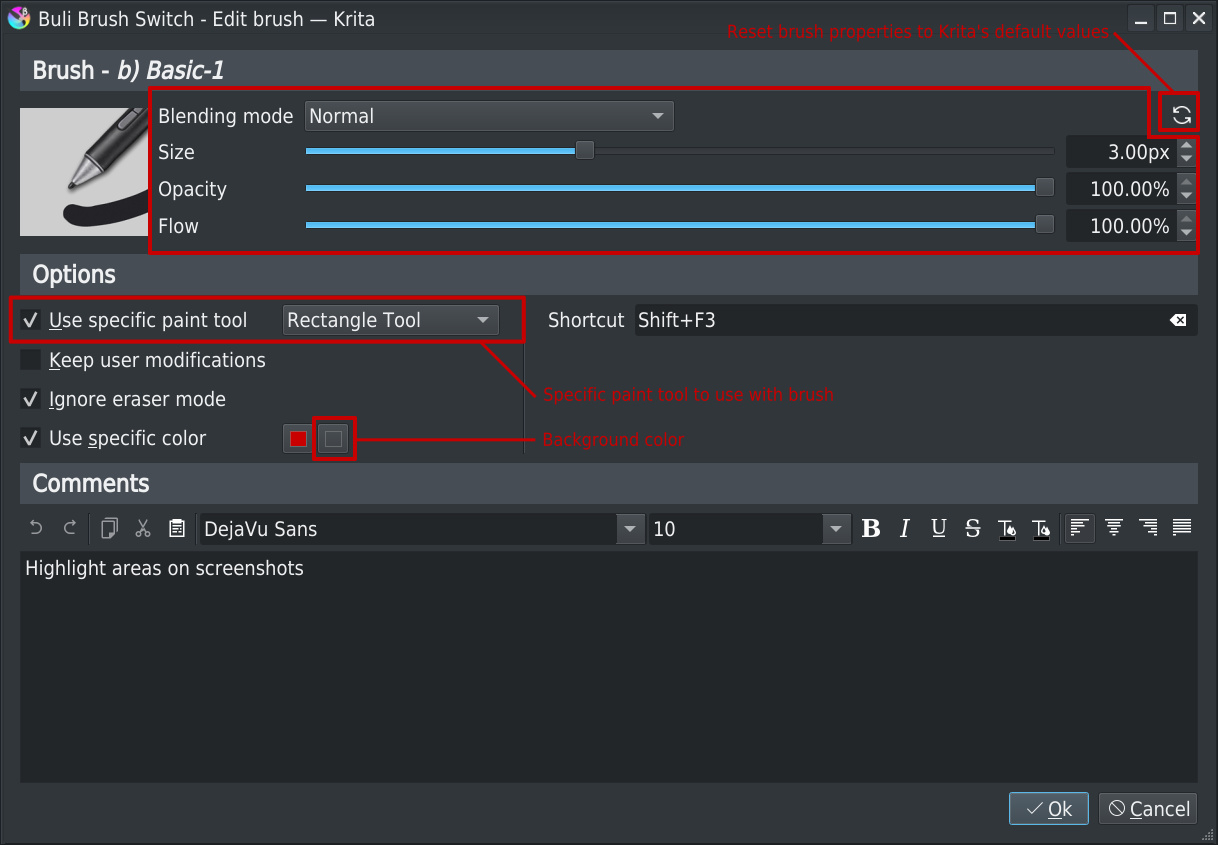 Buli Brush Switch - Edit brush — Krita
Reset brush properties to Krita's default values
Brush - b) Basic-1
Blending mode Normal
Size 3.00px
Opacity 100.00%
Flow 100.00%
Options
Use specific paint tool Rectangle Tool Shortcut Shift+F3
Keep user modifications
Specific paint tool to use with brush
Ignore eraser mode
Use specific color Background color
Comments
DejaVu Sans 10 B I U S T T
Highlight areas on screenshots
Ok Cancel